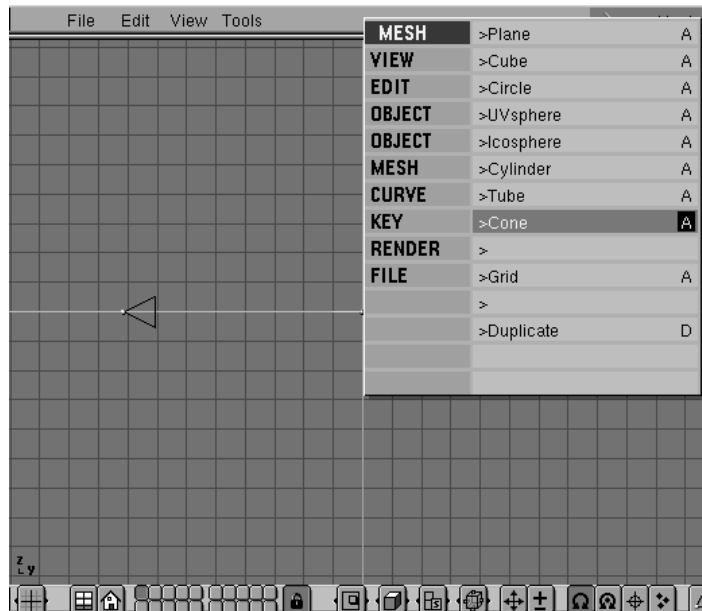 File Edit View Tools
MESH >Plane A
VIEW >Cube A
EDIT >Circle A
OBJECT >UVsphere A
OBJECT >Icosphere A
MESH >Cylinder A
CURVE >Tube A
KEY >Cone A
RENDER >
FILE >Grid A
>
>Duplicate D
z
y